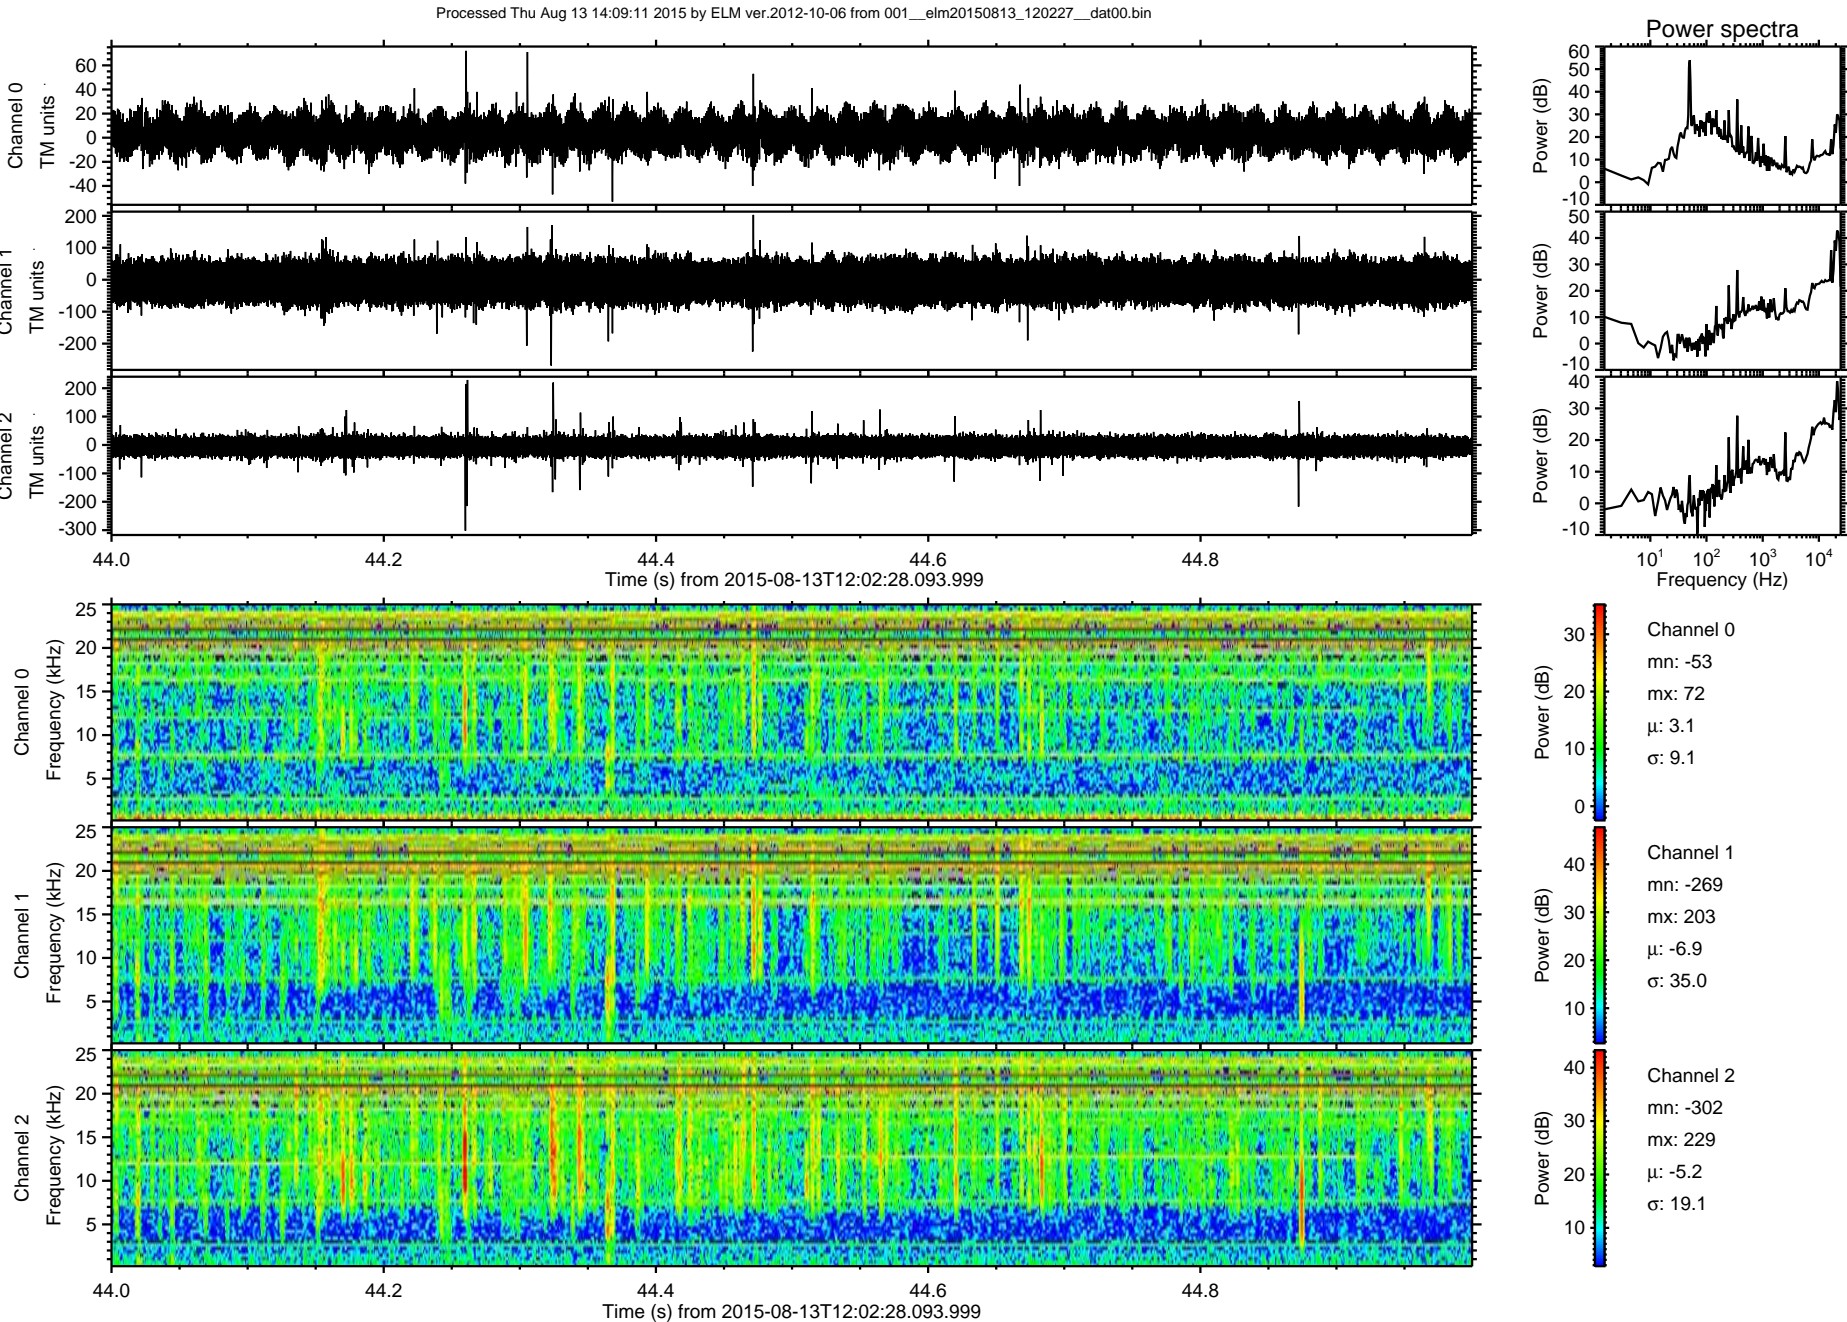 Processed Thu Aug 13 14:09:11 2015 by ELM ver.2012-10-06 from 001__elm20150813_120227__dat00.bin
Power spectra
Channel 0
TM units
60
40
20
0
-20
-40
Power (dB)
60
50
40
30
20
10
0
-10
Channel 1
TM units
200
100
0
-100
-200
Power (dB)
50
40
30
20
10
0
-10
Channel 2
TM units
200
100
0
-100
-200
-300
Power (dB)
40
30
20
10
0
-10
44.0 44.2 44.4 44.6 44.8
Time (s) from 2015-08-13T12:02:28.093.999
10^1 10^2 10^3 10^4
Frequency (Hz)
Channel 0
Frequency (kHz)
25
20
15
10
5
Power (dB)
30
20
10
0
Channel 0
mn: -53
mx: 72
μ: 3.1
σ: 9.1
Channel 1
Frequency (kHz)
25
20
15
10
5
Power (dB)
40
30
20
10
Channel 1
mn: -269
mx: 203
μ: -6.9
σ: 35.0
Channel 2
Frequency (kHz)
25
20
15
10
5
Power (dB)
40
30
20
10
Channel 2
mn: -302
mx: 229
μ: -5.2
σ: 19.1
44.0 44.2 44.4 44.6 44.8
Time (s) from 2015-08-13T12:02:28.093.999